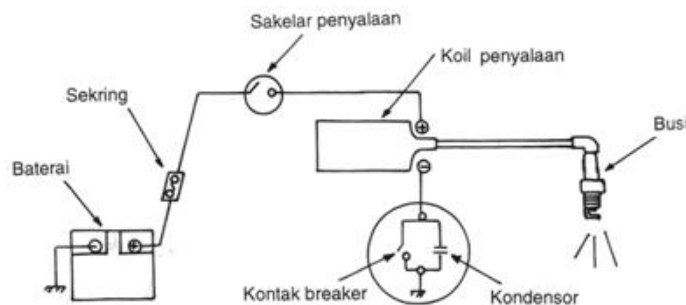 Sakelar penyalaan
Koil penyalaan
Sekring
Busi
Baterai
Kontak breaker
Kondensor